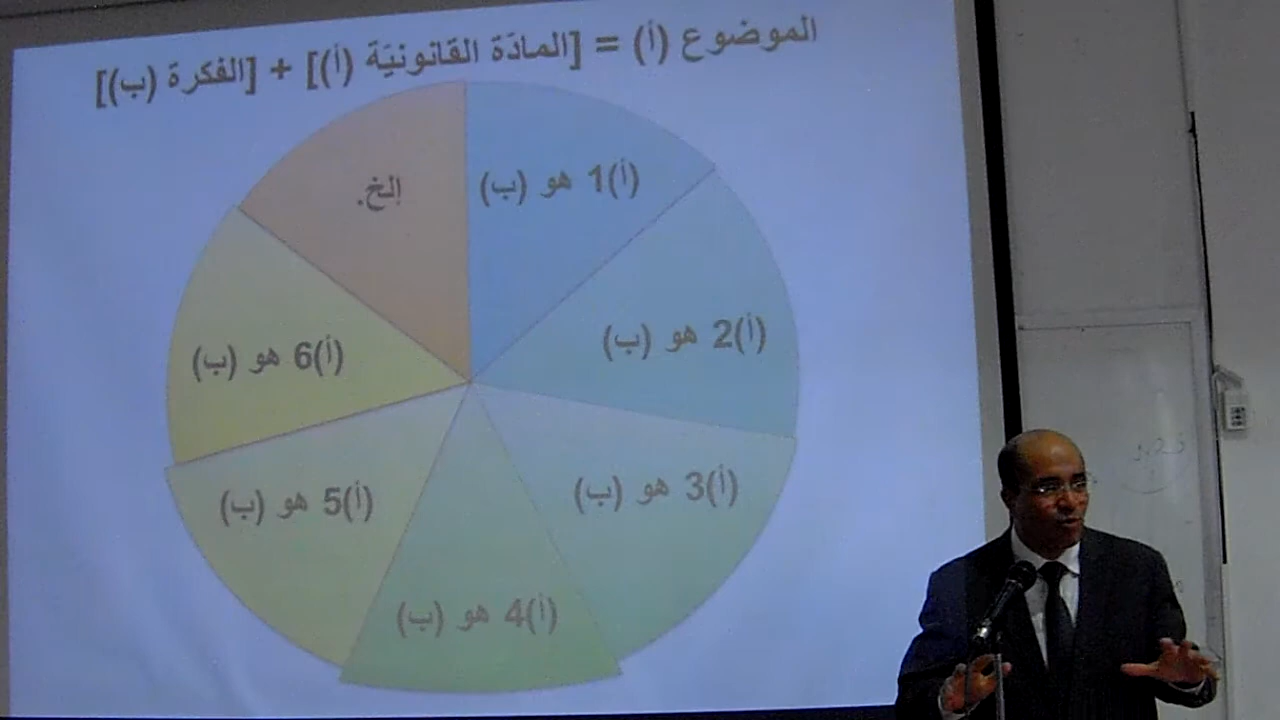 الموضوع (أ) = [المادّة القانونيّة (أ)] + [الفكرة (ب)]
(أ)1 هو (ب)
(أ)2 هو (ب)
(أ)3 هو (ب)
(أ)4 هو (ب)
(أ)5 هو (ب)
(أ)6 هو (ب)
إلخ.